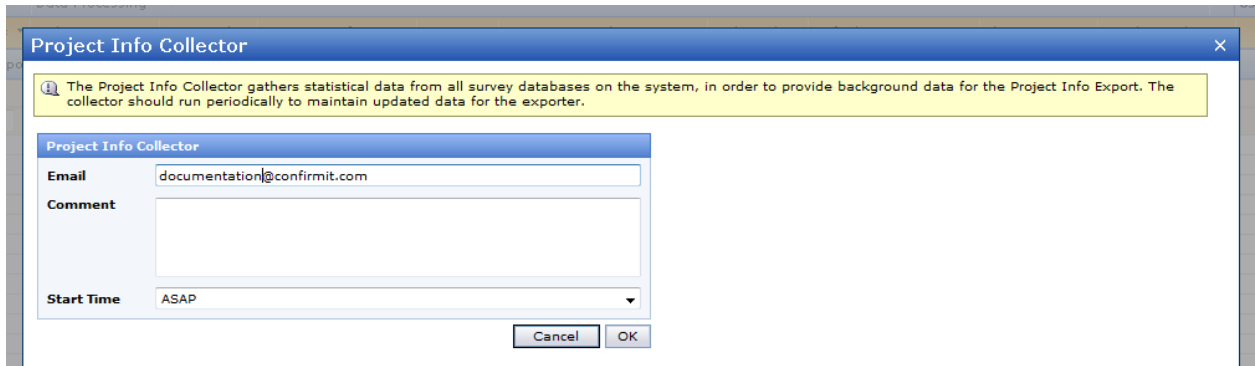 Data Processing
Project Info Collector
The Project Info Collector gathers statistical data from all survey databases on the system, in order to provide background data for the Project Info Export. The
collector should run periodically to maintain updated data for the exporter.
Project Info Collector
Email documentation@confirmit.com
Comment
Start Time ASAP
Cancel OK